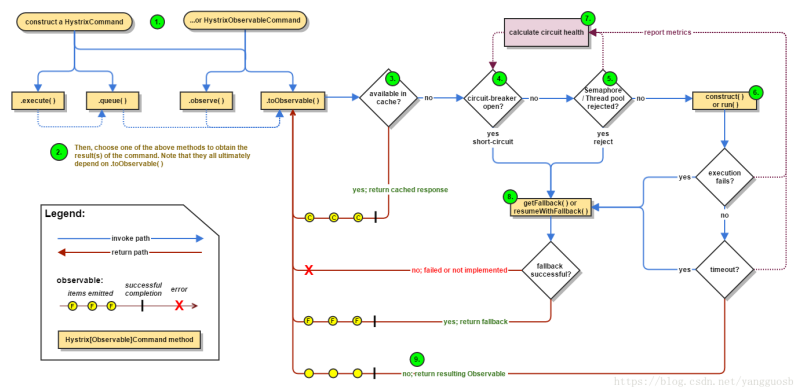 construct a HystrixCommand
1.
...or HystrixObservableCommand
7.
calculate circuit health
report metrics
.execute( )
.queue( )
.observe( )
.toObservable( )
3.
available in
cache?
no
4.
circuit-breaker
open?
no
5.
Semaphore
/ Thread pool
rejected?
no
6.
construct( )
or run( )
yes
short-circuit
yes
reject
2.
Then, choose one of the above methods to obtain the
result(s) of the command. Note that they all ultimately
depend on .toObservable( )
yes
execution
fails?
no
yes; return cached response
C C C
8.
getFallback( ) or
resumeWithFallback( )
Legend:
invoke path
return path
observable:
items emitted
successful
completion
error
F F F
X
Hystrix[Observable]Command method
X
no; failed or not implemented
fallback
successful?
yes
timeout?
F F F
yes; return fallback
9.
no; return resulting Observable
https://blog.csdn.net/yangguosb